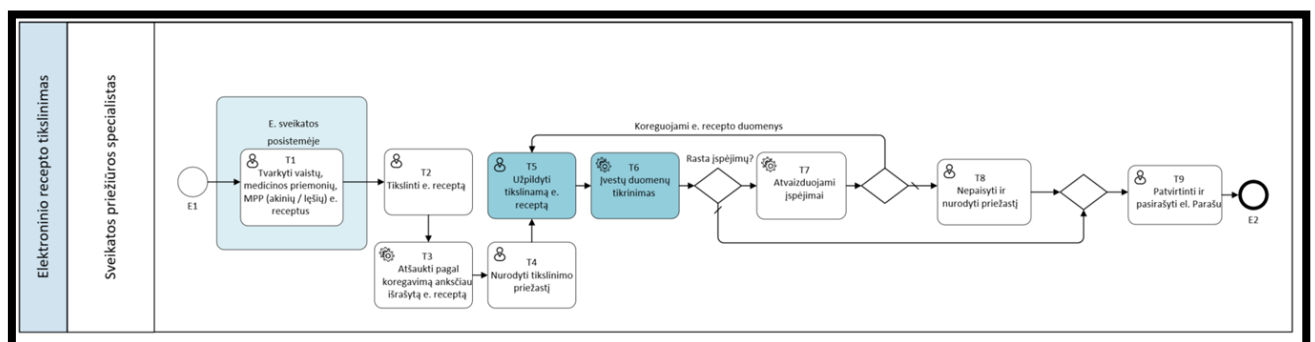 Elektroninio recepto tikslinimas
Sveikatos priežiūros specialistas
E1
E. sveikatos
posistemėje
T1
Tvarkyti vaistų,
medicinos priemonių,
MPP (akinių / lęšių) e.
receptus
T2
Tikslinti e. receptą
T3
Atšaukti pagal
koregavimą anksčiau
išrašytą e. receptą
T4
Nurodyti tikslinimo
priežastį
T5
Užpildyti
tikslinamą e.
receptą
T6
Įvestų duomenų
tikrinimas
Koreguojami e. recepto duomenys
Rasta įspėjimų?
T7
Atvaizduojami
įspėjimai
T8
Nepaisyti ir
nurodyti priežastį
T9
Patvirtinti ir
pasirašyti el. Parašu
E2